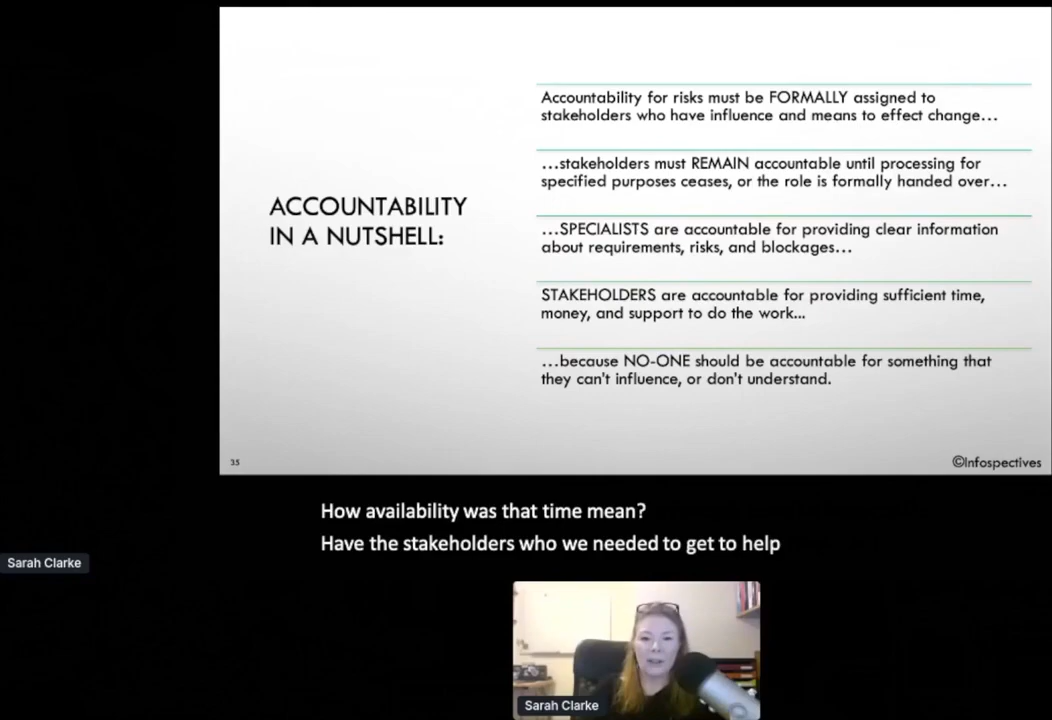 ACCOUNTABILITY
IN A NUTSHELL:
Accountability for risks must be FORMALLY assigned to
stakeholders who have influence and means to effect change...
...stakeholders must REMAIN accountable until processing for
specified purposes ceases, or the role is formally handed over...
...SPECIALISTS are accountable for providing clear information
about requirements, risks, and blockages...
STAKEHOLDERS are accountable for providing sufficient time,
money, and support to do the work...
...because NO-ONE should be accountable for something that
they can't influence, or don't understand.
35
©Infospectives
How availability was that time mean?
Have the stakeholders who we needed to get to help
Sarah Clarke
Sarah Clarke